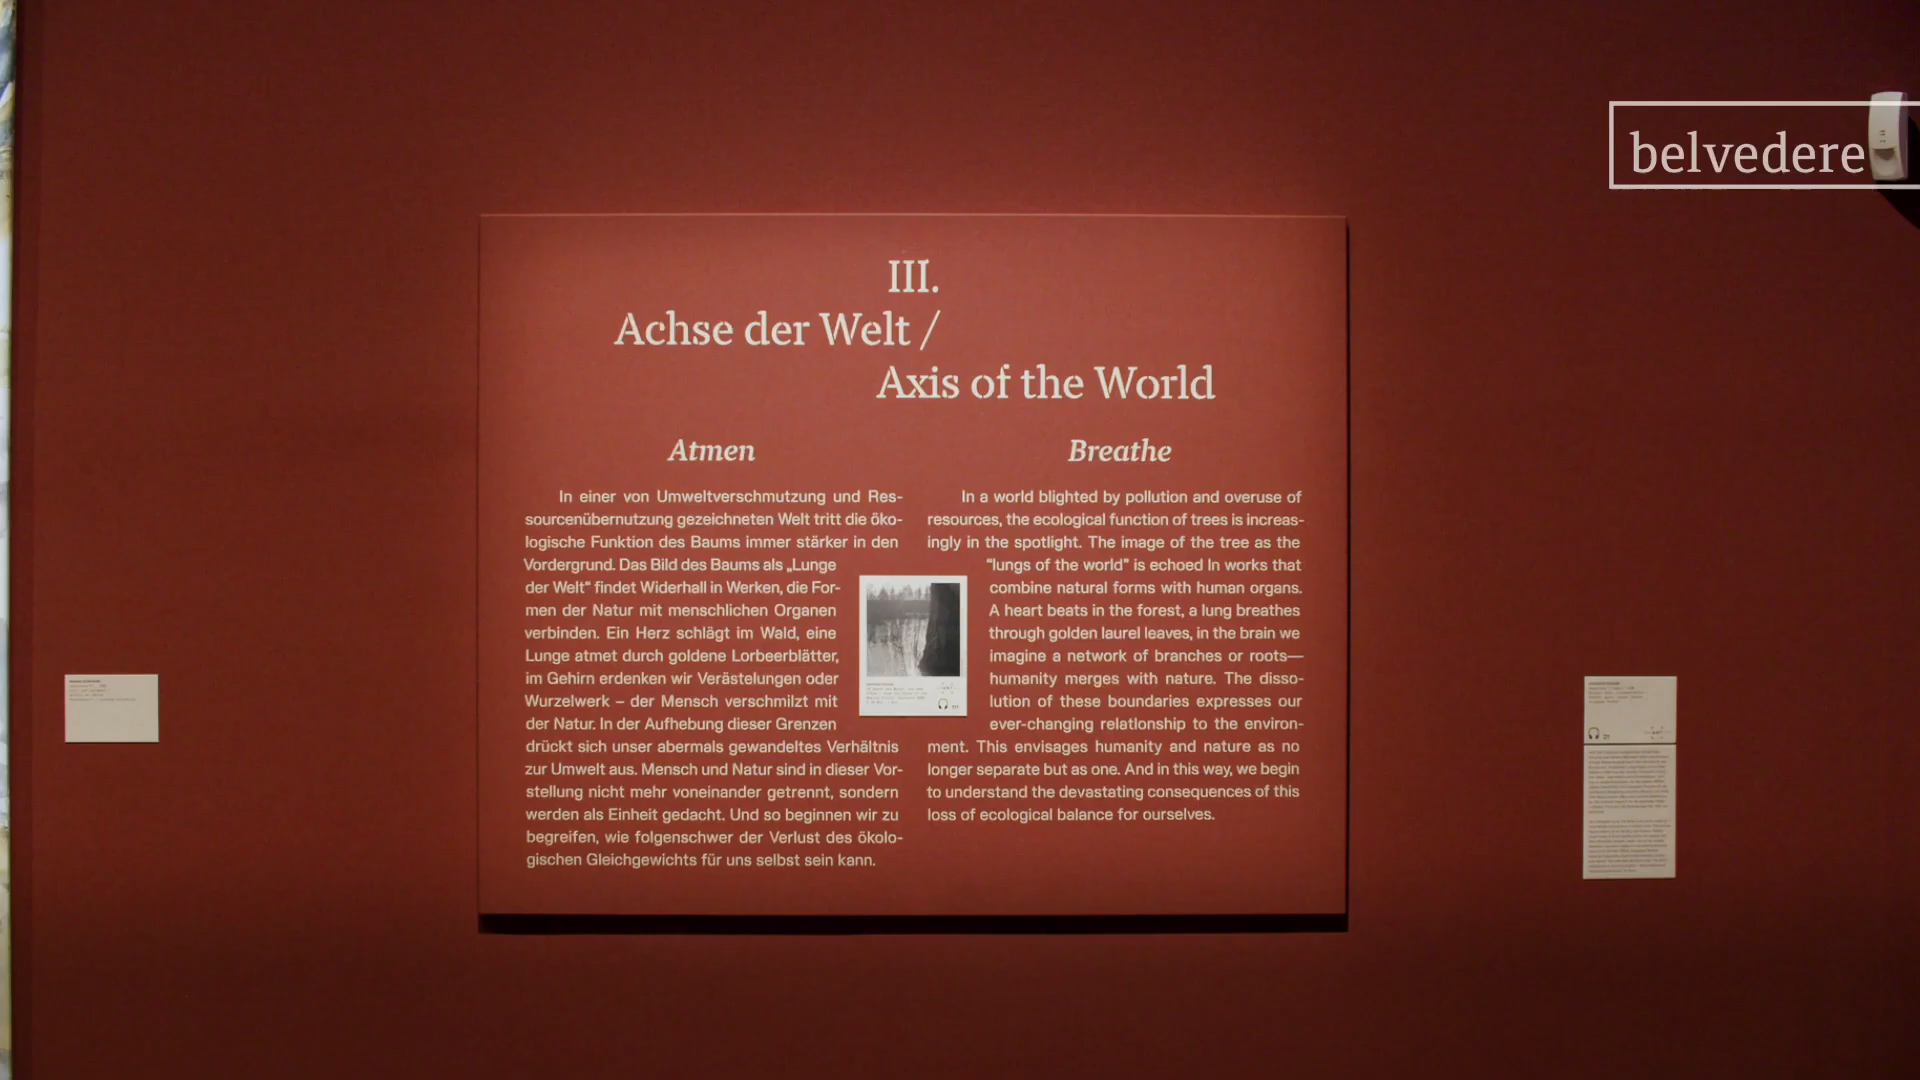 belvedere
III.
Achse der Welt /
Axis of the World
Atmen
In einer von Umweltverschmutzung und Res-
sourcenübernutzung gezeichneten Welt tritt die öko-
logische Funktion des Baums immer stärker in den
Vordergrund. Das Bild des Baums als „Lunge
der Welt“ findet Widerhall in Werken, die For-
men der Natur mit menschlichen Organen
verbinden. Ein Herz schlägt im Wald, eine
Lunge atmet durch goldene Lorbeerblätter,
im Gehirn erdenken wir Verästelungen oder
Wurzelwerk – der Mensch verschmilzt mit
der Natur. In der Aufhebung dieser Grenzen
drückt sich unser abermals gewandeltes Verhältnis
zur Umwelt aus. Mensch und Natur sind in dieser Vor-
stellung nicht mehr voneinander getrennt, sondern
werden als Einheit gedacht. Und so beginnen wir zu
begreifen, wie folgenschwer der Verlust des ökolo-
gischen Gleichgewichts für uns selbst sein kann.
Breathe
In a world blighted by pollution and overuse of
resources, the ecological function of trees is increas-
ingly in the spotlight. The image of the tree as the
“lungs of the world” is echoed in works that
combine natural forms with human organs.
A heart beats in the forest, a lung breathes
through golden laurel leaves, in the brain we
imagine a network of branches or roots—
humanity merges with nature. The disso-
lution of these boundaries expresses our
ever-changing relationship to the environ-
ment. This envisages humanity and nature as no
longer separate but as one. And in this way, we begin
to understand the devastating consequences of this
loss of ecological balance for ourselves.